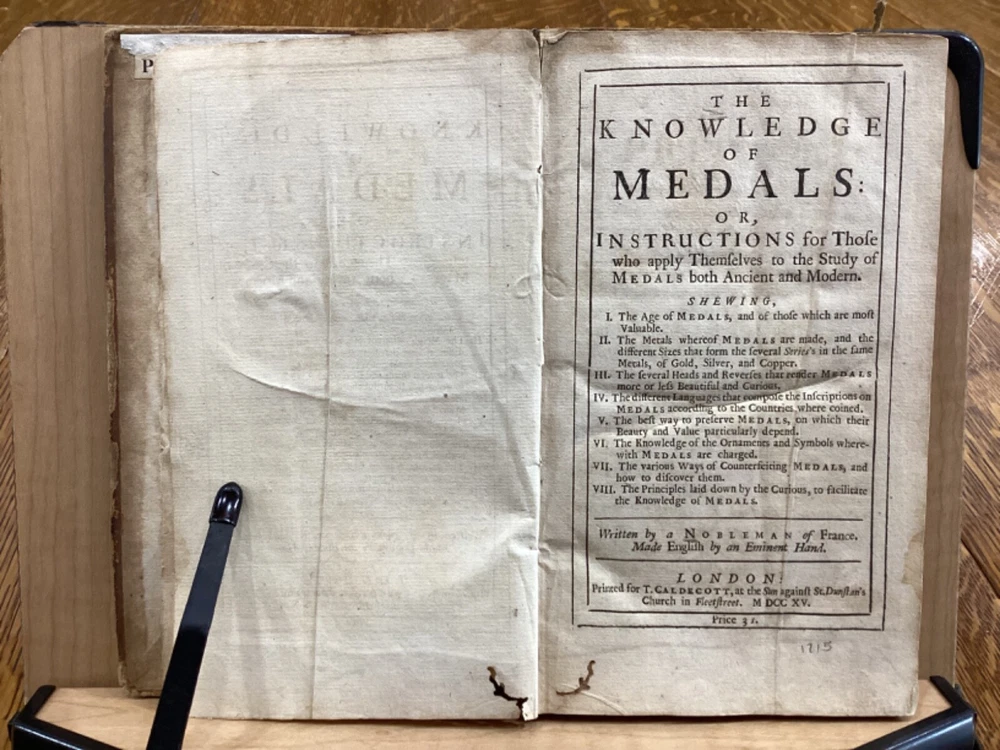 P
THE
KNOWLEDGE
OF
MEDALS:
OR,
INSTRUCTIONS for Thoſe
who apply Themſelves to the Study of
MEDALS both Ancient and Modern.
SHEWING,
I. The Age of MEDALS, and of thoſe which are moſt
Valuable.
II. The Metals whereof MEDALS are made, and the
different Sizes that form the ſeveral Series's in the ſame
Metals, of Gold, Silver, and Copper.
III. The ſeveral Heads and Reverſes that render MEDALS
more or leſs Beautiful and Curious.
IV. The different Languages that compoſe the Inſcriptions on
MEDALS according to the Countries where coined.
V. The beſt way to preſerve MEDALS, on which their
Beauty and Value particularly depend.
VI. The Knowledge of the Ornaments and Symbols where-
with MEDALS are charged.
VII. The various Ways of Counterfeiting MEDALS, and
how to diſcover them.
VIII. The Principles laid down by the Curious, to facilitate
the Knowledge of MEDALS.
Written by a NOBLEMAN of France.
Made Engliſh by an Eminent Hand.
LONDON:
Printed for T. CALDECOTT, at the Sun againſt St. Dunſtan's
Church in Fleetſtreet. M DCC XV.
Price 3 s.
1215